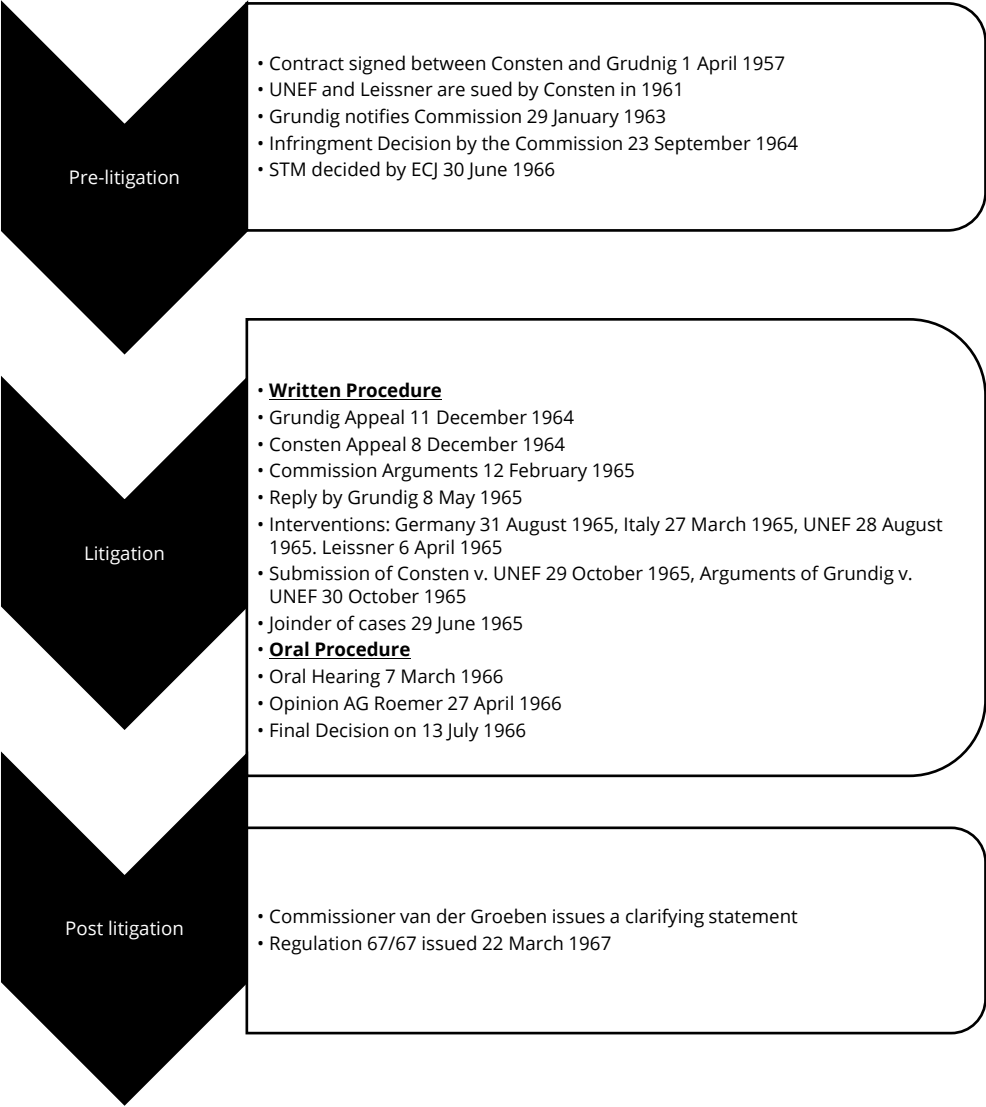 Pre-litigation
• Contract signed between Consten and Grudnig 1 April 1957
• UNEF and Leissner are sued by Consten in 1961
• Grundig notifies Commission 29 January 1963
• Infringment Decision by the Commission 23 September 1964
• STM decided by ECJ 30 June 1966
Litigation
• Written Procedure
• Grundig Appeal 11 December 1964
• Consten Appeal 8 December 1964
• Commission Arguments 12 February 1965
• Reply by Grundig 8 May 1965
• Interventions: Germany 31 August 1965, Italy 27 March 1965, UNEF 28 August
1965. Leissner 6 April 1965
• Submission of Consten v. UNEF 29 October 1965, Arguments of Grundig v.
UNEF 30 October 1965
• Joinder of cases 29 June 1965
• Oral Procedure
• Oral Hearing 7 March 1966
• Opinion AG Roemer 27 April 1966
• Final Decision on 13 July 1966
Post litigation
• Commissioner van der Groeben issues a clarifying statement
• Regulation 67/67 issued 22 March 1967